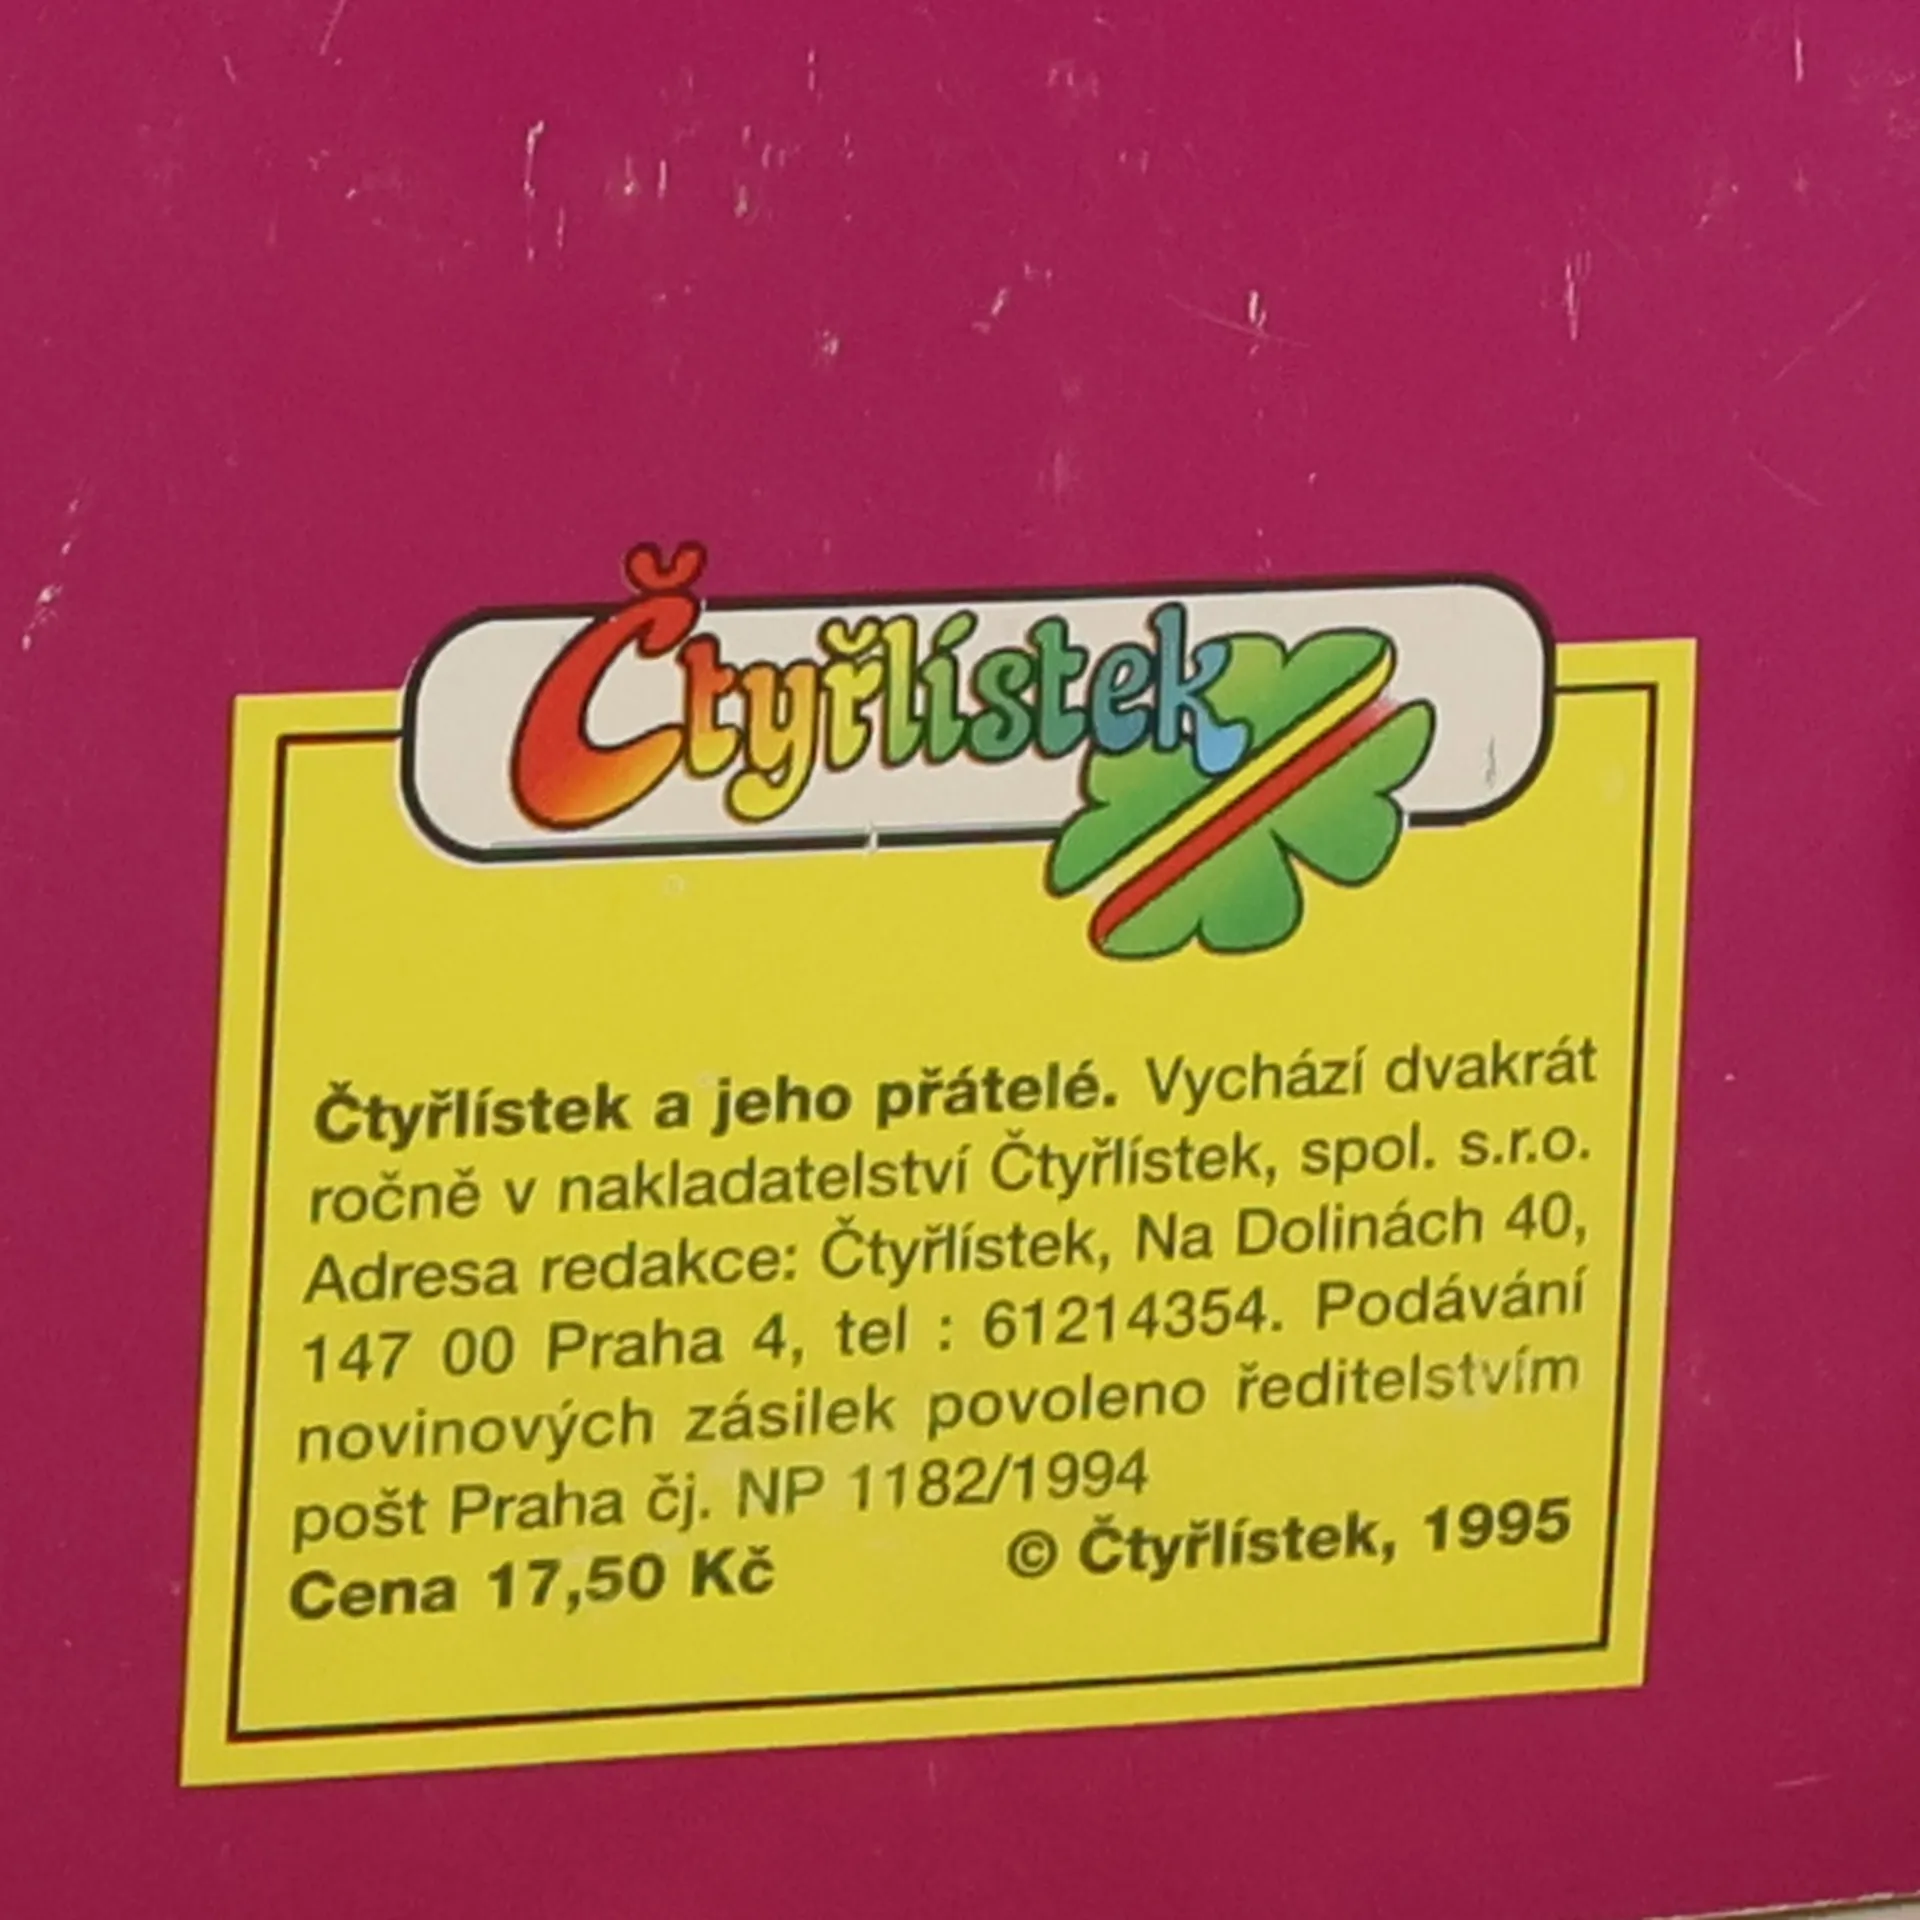 Čtyřlístek
Čtyřlístek a jeho přátelé. Vychází dvakrát
ročně v nakladatelství Čtyřlístek, spol. s.r.o.
Adresa redakce: Čtyřlístek, Na Dolinách 40,
147 00 Praha 4, tel : 61214354. Podávání
novinových zásilek povoleno ředitelstvím
pošt Praha čj. NP 1182/1994
Cena 17,50 Kč © Čtyřlístek, 1995